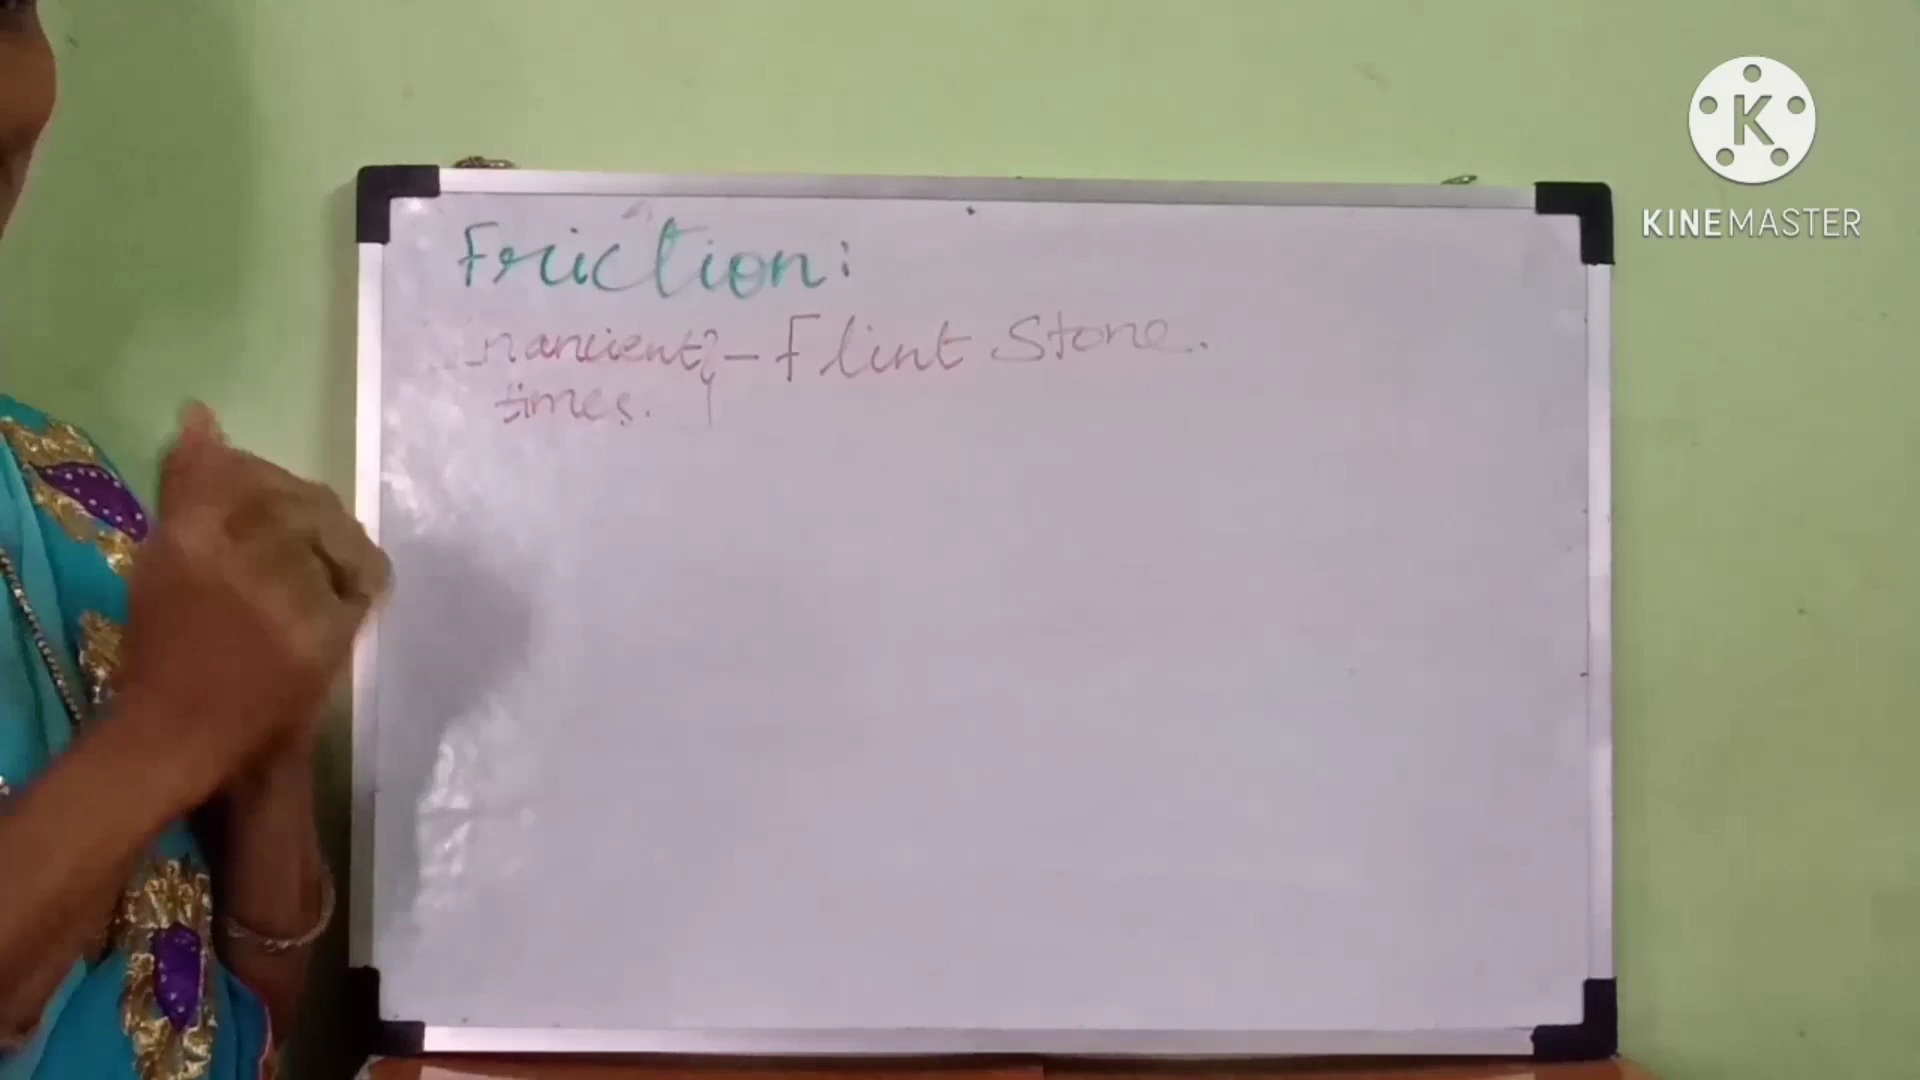 Friction:
In ancient} - Flint Stone.
times.
K
KINEMASTER